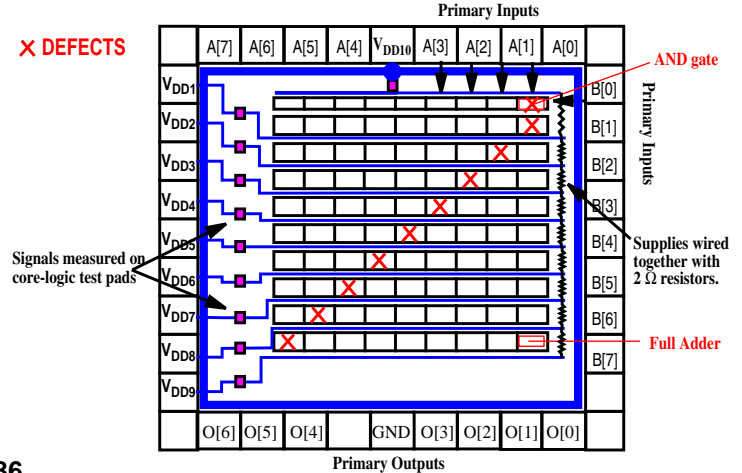 Primary Inputs
DEFECTS
A[7] A[6] A[5] A[4] VDD10 A[3] A[2] A[1] A[0]
AND gate
VDD1
B[0]
VDD2
B[1]
Primary Inputs
VDD3
B[2]
VDD4
B[3]
Signals measured on
core-logic test pads
VDD5
B[4]
Supplies wired
together with
2 Ω resistors.
VDD6
B[5]
VDD7
B[6]
Full Adder
VDD8
B[7]
VDD9
O[6] O[5] O[4] GND O[3] O[2] O[1] O[0]
Primary Outputs